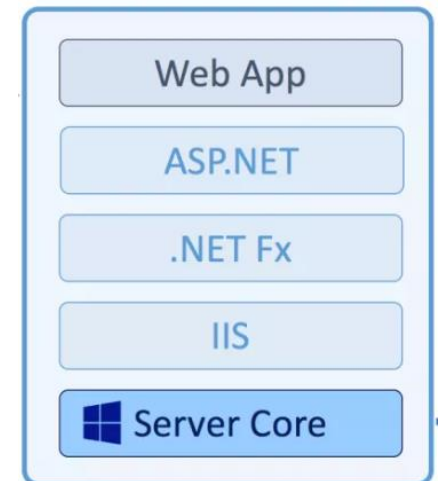 Web App
ASP.NET
.NET Fx
IIS
Server Core